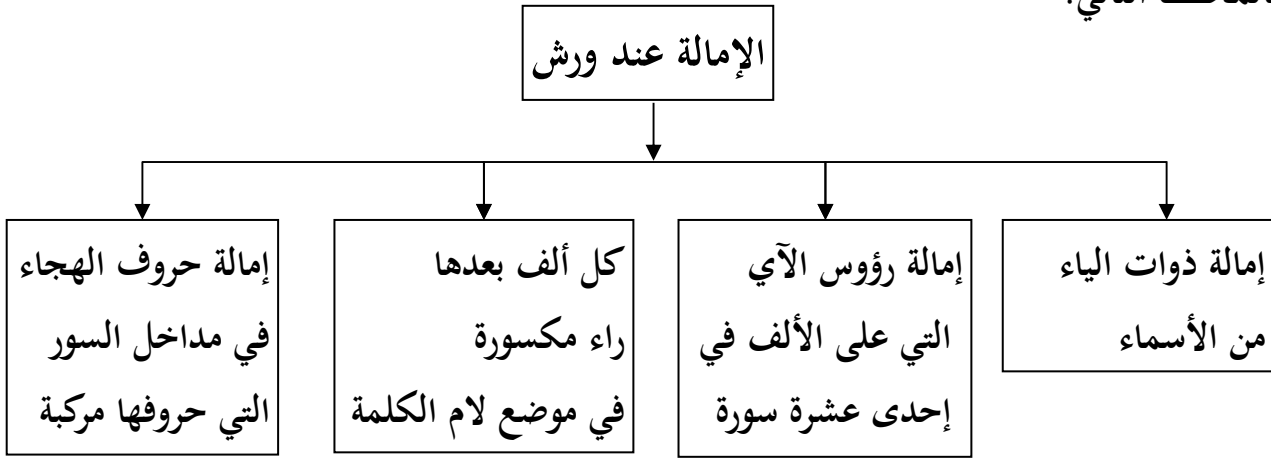 التالي:
الإمالة عند ورش
إمالة ذوات الياء
من الأسماء
إمالة رؤوس الآي
التي على الألف في
إحدى عشرة سورة
كل ألف بعدها
راء مكسورة
في موضع لام الكلمة
إمالة حروف الهجاء
في مداخل السور
التي حروفها مركبة